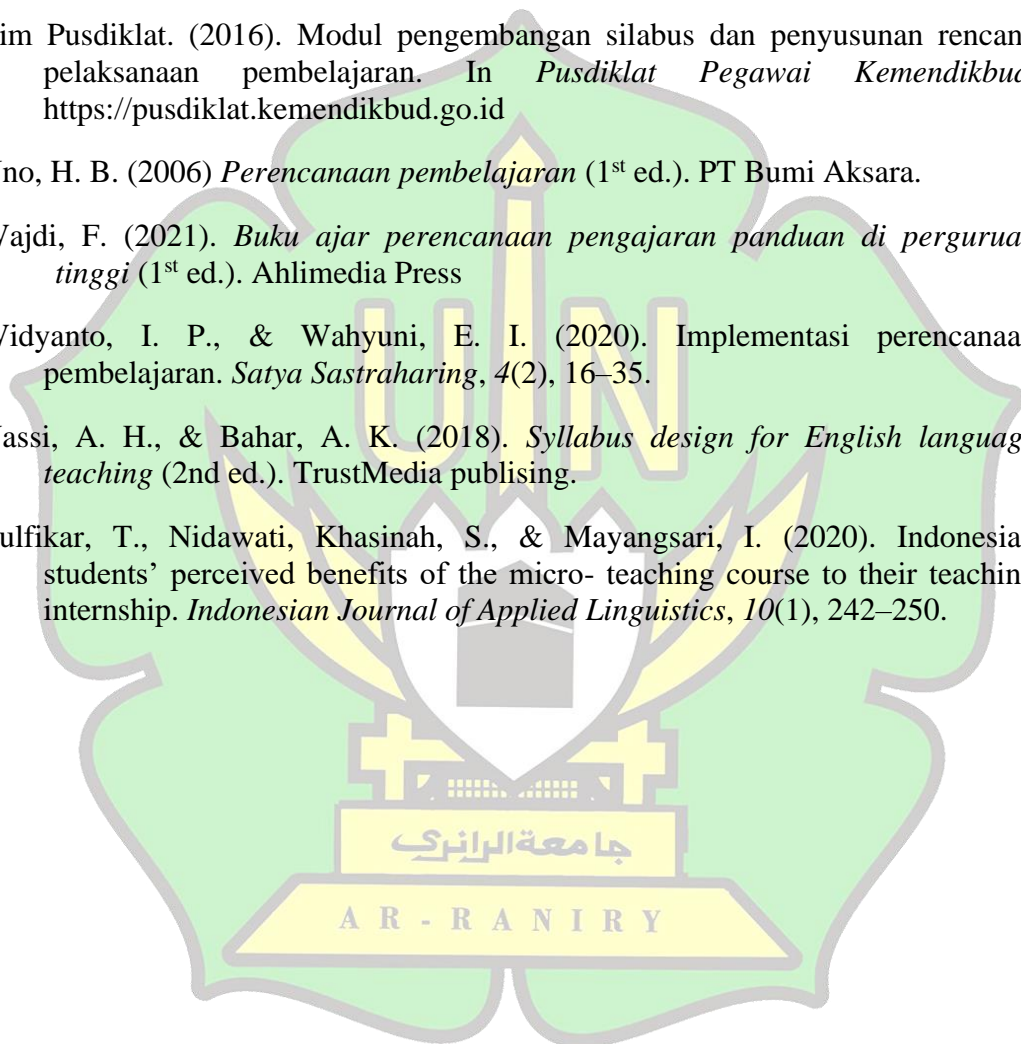 im Pusdiklat. (2016). Modul pengembangan silabus dan penyusunan rencan
pelaksanaan pembelajaran. In Pusdiklat Pegawai Kemendikbud
https://pusdiklat.kemendikbud.go.id
no, H. B. (2006) Perencanaan pembelajaran (1st ed.). PT Bumi Aksara.
ajdi, F. (2021). Buku ajar perencanaan pengajaran panduan di pergurua
tinggi (1st ed.). Ahlimedia Press
idyanto, I. P., & Wahyuni, E. I. (2020). Implementasi perencanaa
pembelajaran. Satya Sastraharing, 4(2), 16–35.
assi, A. H., & Bahar, A. K. (2018). Syllabus design for English languag
teaching (2nd ed.). TrustMedia publising.
ulfikar, T., Nidawati, Khasinah, S., & Mayangsari, I. (2020). Indonesia
students’ perceived benefits of the micro- teaching course to their teachin
internship. Indonesian Journal of Applied Linguistics, 10(1), 242–250.
UIN
جامعة الرانري
AR-RANIRY